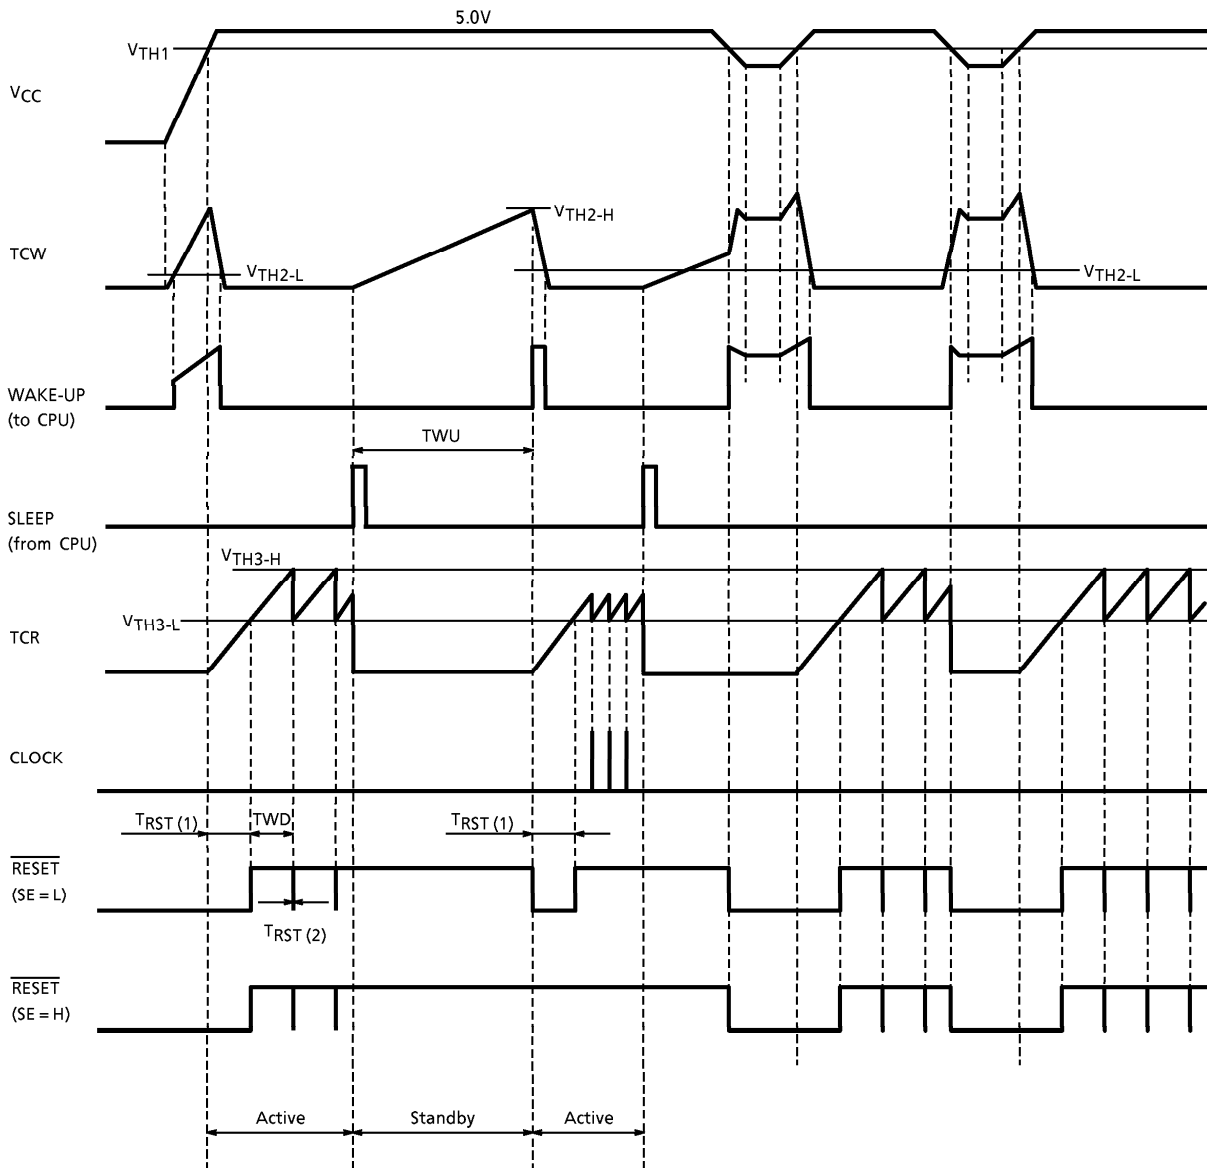 5.0V
VTH1
VCC
VTH2-H
TCW
VTH2-L
VTH2-L
WAKE-UP
(to CPU)
TWU
SLEEP
(from CPU)
VTH3-H
VTH3-L
TCR
CLOCK
TRST (1)
TWD
TRST (1)
RESET
(SE = L)
TRST (2)
RESET
(SE = H)
Active
Standby
Active